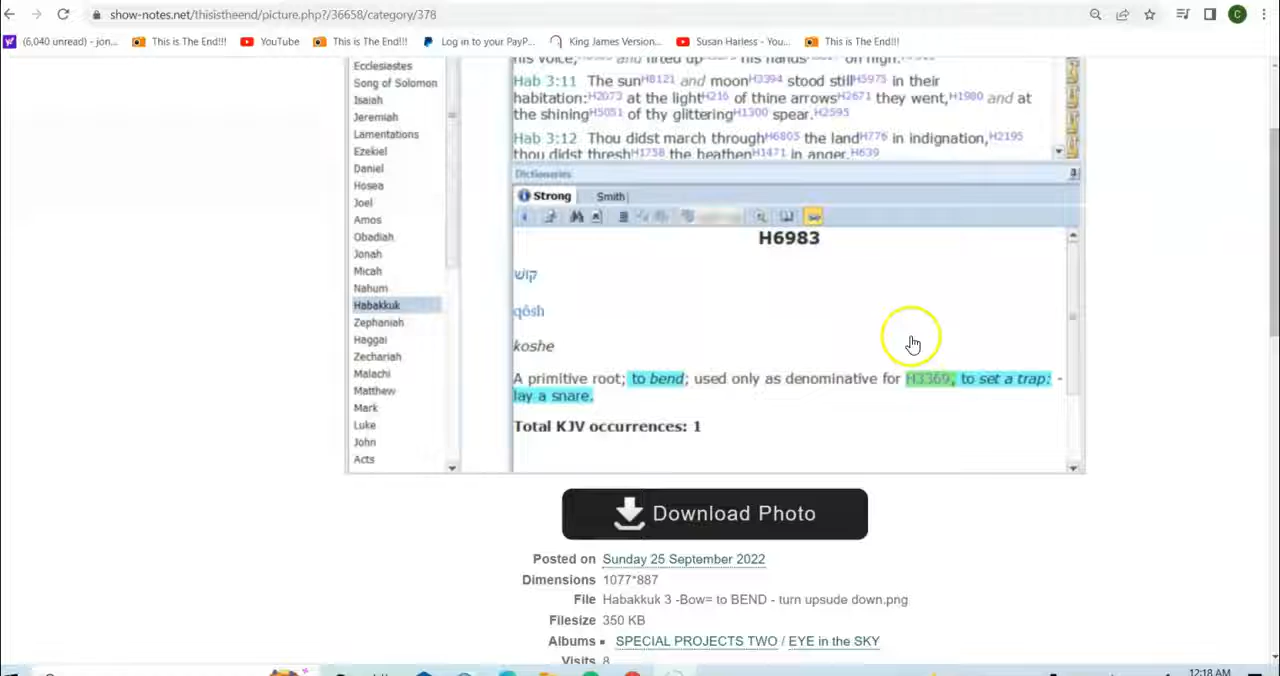 show-notes.net/thisistheend/picture.php?/36658/category/378
C
(6,040 unread) - jon... This is The End!!! YouTube This is The End!!! Log in to your PayP... King James Version... Susan Harless - You... This is The End!!!
Ecclesiastes
Song of Solomon
Isaiah
Jeremiah
Lamentations
Ezekiel
Daniel
Hosea
Joel
Amos
Obadiah
Jonah
Micah
Nahum
Habakkuk
Zephaniah
Haggai
Zechariah
Malachi
Matthew
Mark
Luke
John
Acts
his voice, and lifted up his hands on high.
Hab 3:11 The sun H8121 and moon H3394 stood still H5975 in their
habitation: H2073 at the light H216 of thine arrows H2671 they went, H1980 and at
the shining H5051 of thy glittering H1300 spear. H2595
Hab 3:12 Thou didst march through H6805 the land H776 in indignation, H2195
thou didst thresh H1758 the heathen H1471 in anger. H639
Dictionaries
Strong Smith
H6983
קוֹשׁ
qôsh
koshe
A primitive root; to bend; used only as denominative for H3369, to set a trap: -
lay a snare.
Total KJV occurrences: 1
Download Photo
Posted on Sunday 25 September 2022
Dimensions 1077*887
File Habakkuk 3 -Bow= to BEND - turn upsude down.png
Filesize 350 KB
Albums SPECIAL PROJECTS TWO / EYE in the SKY
Visits 8
12:18 AM